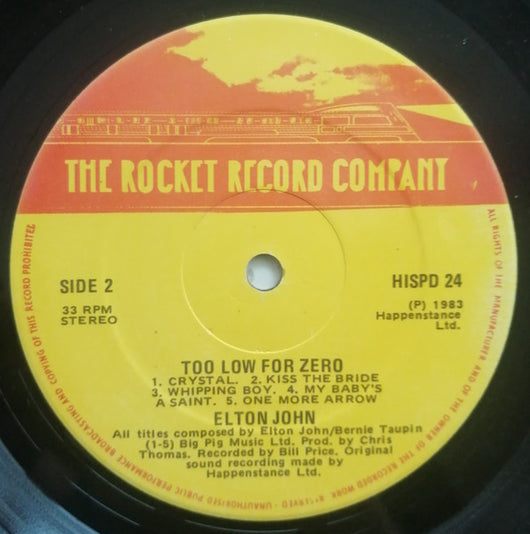 THE ROCKET RECORD COMPANY
SIDE 2
33 RPM
STEREO
HISPD 24
(P) 1983
Happenstance
Ltd.
TOO LOW FOR ZERO
1. CRYSTAL. 2. KISS THE BRIDE
3. WHIPPING BOY. 4. MY BABY'S
A SAINT. 5. ONE MORE ARROW
ELTON JOHN
All titles composed by Elton John/Bernie Taupin
(1-5) Big Pig Music Ltd. Prod. by Chris
Thomas. Recorded by Bill Price. Original
sound recording made by
Happenstance Ltd.
ALL RIGHTS OF THE MANUFACTURER AND OF THE OWNER OF THE RECORDED WORK RESERVED - UNAUTHORISED PUBLIC PERFORMANCE BROADCASTING AND COPYING OF THIS RECORD PROHIBITED